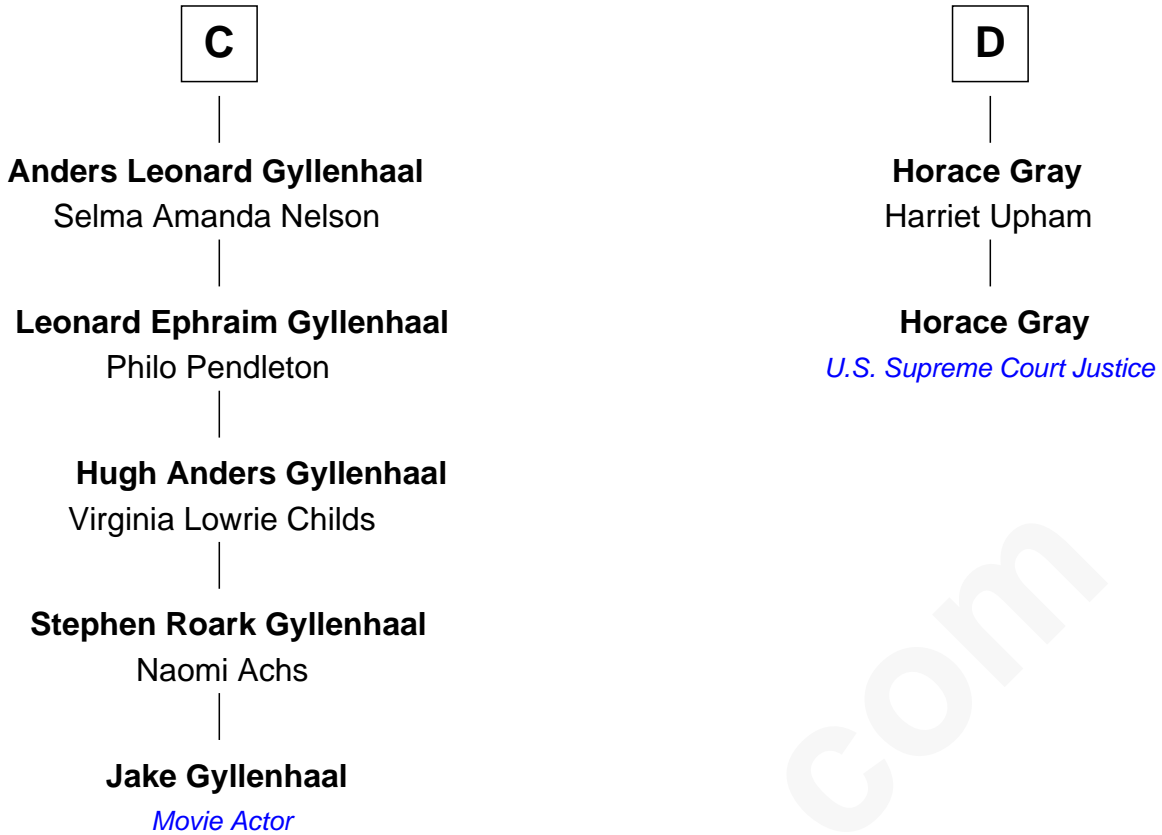 C
Anders Leonard Gyllenhaal
Selma Amanda Nelson
Leonard Ephraim Gyllenhaal
Philo Pendleton
Hugh Anders Gyllenhaal
Virginia Lowrie Childs
Stephen Roark Gyllenhaal
Naomi Achs
Jake Gyllenhaal
Movie Actor
D
Horace Gray
Harriet Upham
Horace Gray
U.S. Supreme Court Justice
com